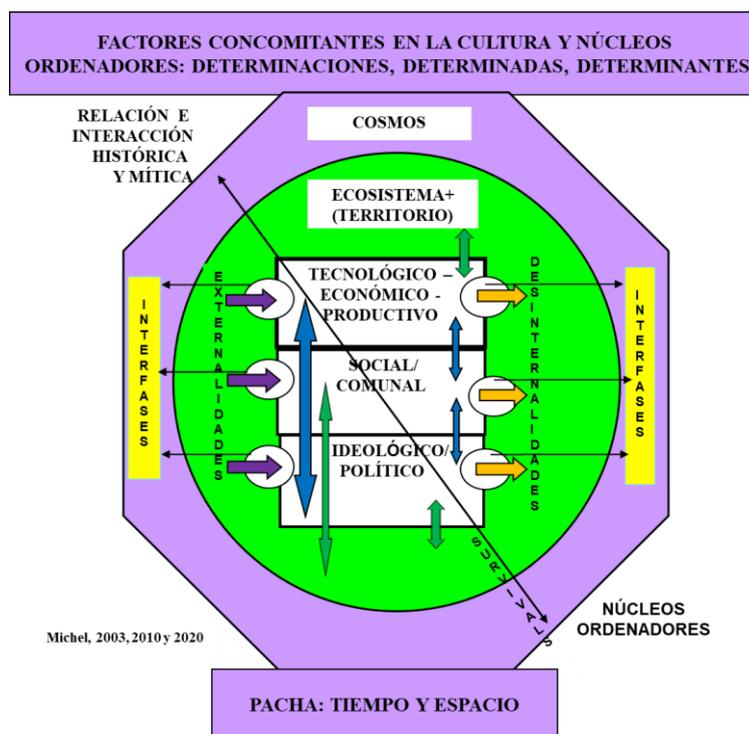 FACTORES CONCOMITANTES EN LA CULTURA Y NÚCLEOS
ORDENADORES: DETERMINACIONES, DETERMINADAS, DETERMINANTES
RELACIÓN E
INTERACCIÓN
HISTÓRICA
Y MÍTICA
COSMOS
ECOSISTEMA+
(TERRITORIO)
TECNOLÓGICO –
ECONÓMICO -
PRODUCTIVO
SOCIAL/
COMUNAL
IDEOLÓGICO/
POLÍTICO
INTERFASES
EXTERNALIDADES
DESINTERNALIDADES
INTERFASES
SURVIVALS
NÚCLEOS
ORDENADORES
Michel, 2003, 2010 y 2020
PACHA: TIEMPO Y ESPACIO